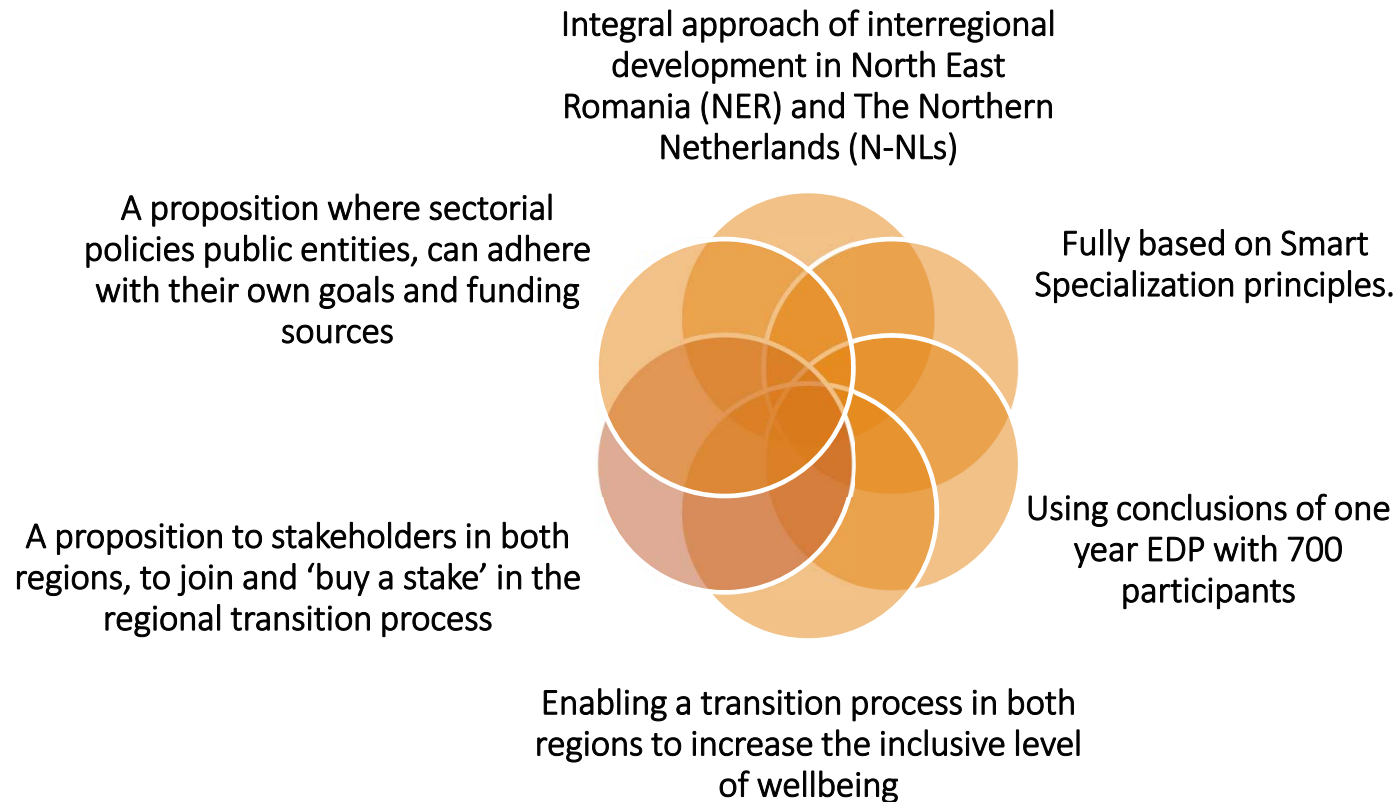 Integral approach of interregional
development in North East
Romania (NER) and The Northern
Netherlands (N-NLs)
Fully based on Smart
Specialization principles.
Using conclusions of one
year EDP with 700
participants
Enabling a transition process in both
regions to increase the inclusive level
of wellbeing
A proposition to stakeholders in both
regions, to join and ‘buy a stake’ in the
regional transition process
A proposition where sectorial
policies public entities, can adhere
with their own goals and funding
sources